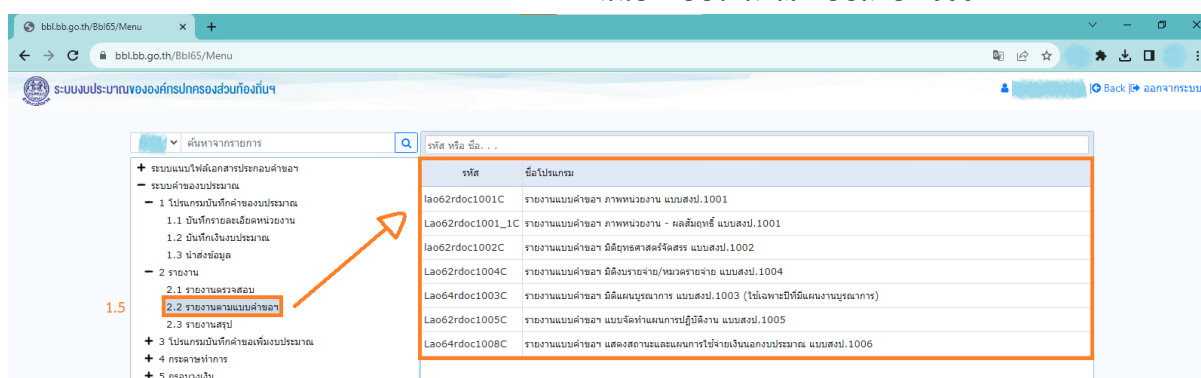 bbl.bb.go.th/Bbl65/Menu
bbl.bb.go.th/Bbl65/Menu
ระบบงบประมาณขององค์กรปกครองส่วนท้องถิ่นฯ
Back
ออกจากระบบ
ค้นหาจากรายการ
รหัส หรือ ชื่อ. . .
ระบบแนบไฟล์เอกสารประกอบคำขอฯ
ระบบคำของบประมาณ
1 โปรแกรมบันทึกคำของบประมาณ
1.1 บันทึกรายละเอียดหน่วยงาน
1.2 บันทึกเงินงบประมาณ
1.3 นำส่งข้อมูล
2 รายงาน
2.1 รายงานตรวจสอบ
1.5
2.2 รายงานตามแบบคำขอฯ
2.3 รายงานสรุป
3 โปรแกรมบันทึกคำขอเพิ่มงบประมาณ
4 กระดาษทำการ
5 กรอบวงเงิน
รหัส ชื่อโปรแกรม
lao62rdoc1001C รายงานแบบคำขอฯ ภาพหน่วยงาน แบบสงป.1001
Lao62rdoc1001_1C รายงานแบบคำขอฯ ภาพหน่วยงาน - ผลสัมฤทธิ์ แบบสงป.1001
lao62rdoc1002C รายงานแบบคำขอฯ มิติยุทธศาสตร์จัดสรร แบบสงป.1002
Lao62rdoc1004C รายงานแบบคำขอฯ มิติงบรายจ่าย/หมวดรายจ่าย แบบสงป.1004
Lao64rdoc1003C รายงานแบบคำขอฯ มิติแผนบูรณาการ แบบสงป.1003 (ใช้เฉพาะปีที่มีแผนงานบูรณาการ)
Lao62rdoc1005C รายงานแบบคำขอฯ แบบจัดทำแผนการปฏิบัติงาน แบบสงป.1005
Lao64rdoc1008C รายงานแบบคำขอฯ แสดงสถานะและแผนการใช้จ่ายเงินนอกงบประมาณ แบบสงป.1006